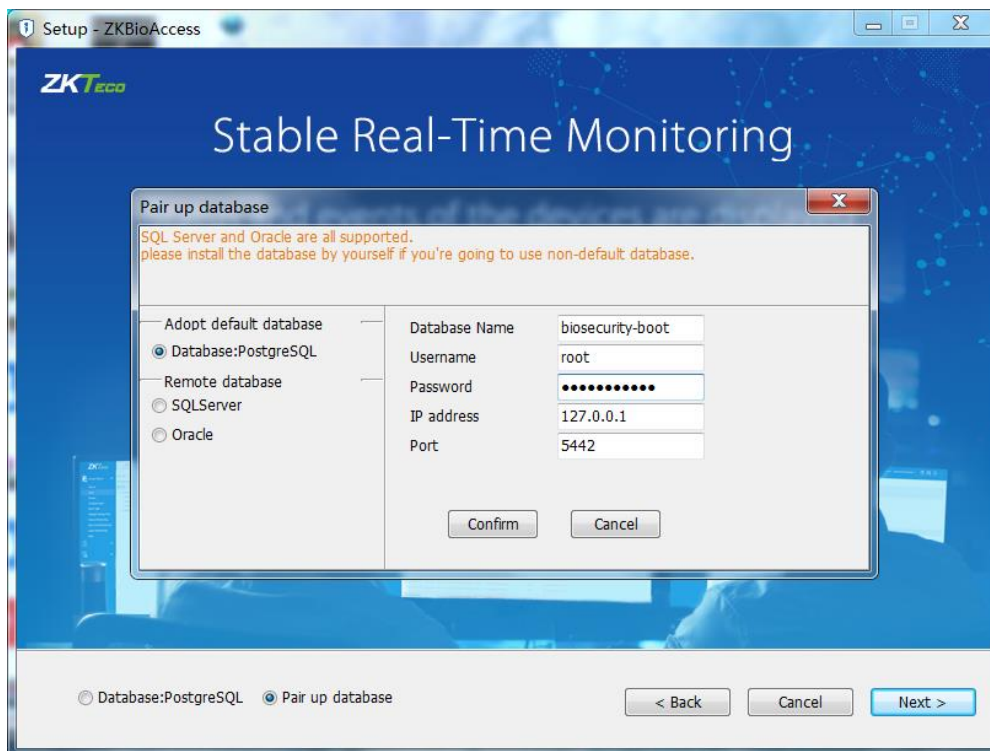 Setup - ZKBioAccess
ZKTeco
Stable Real-Time Monitoring
Pair up database
SQL Server and Oracle are all supported.
please install the database by yourself if you're going to use non-default database.
Adopt default database
Database:PostgreSQL
Remote database
SQLServer
Oracle
Database Name biosecurity-boot
Username root
Password ●●●●●●●●●●●
IP address 127.0.0.1
Port 5442
Confirm Cancel
Database:PostgreSQL Pair up database < Back Cancel Next >